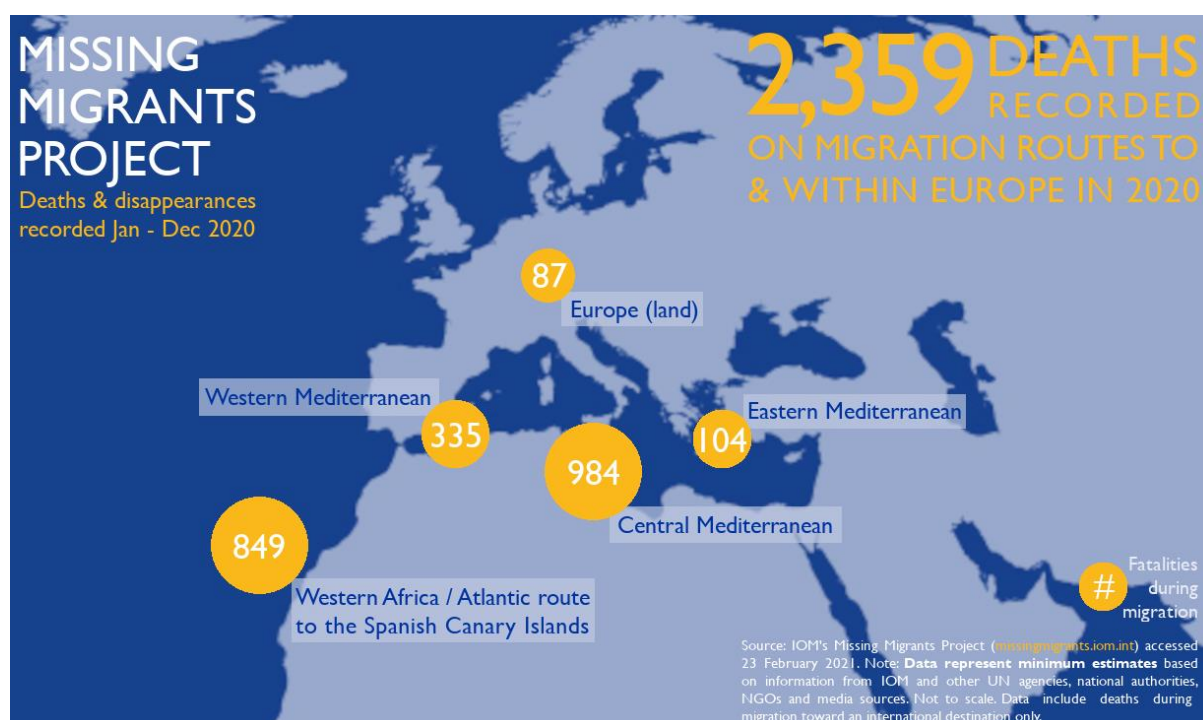 MISSING
MIGRANTS
PROJECT
Deaths & disappearances
recorded Jan - Dec 2020
2,359 DEATHS
RECORDED
ON MIGRATION ROUTES TO
& WITHIN EUROPE IN 2020
87
Europe (land)
Western Mediterranean
335
Eastern Mediterranean
104
984
Central Mediterranean
849
Western Africa / Atlantic route
to the Spanish Canary Islands
# Fatalities
during
migration
Source: IOM's Missing Migrants Project (missingmigrants.iom.int) accessed
23 February 2021. Note: Data represent minimum estimates based
on information from IOM and other UN agencies, national authorities,
NGOs and media sources. Not to scale. Data include deaths during
migration toward an international destination only.